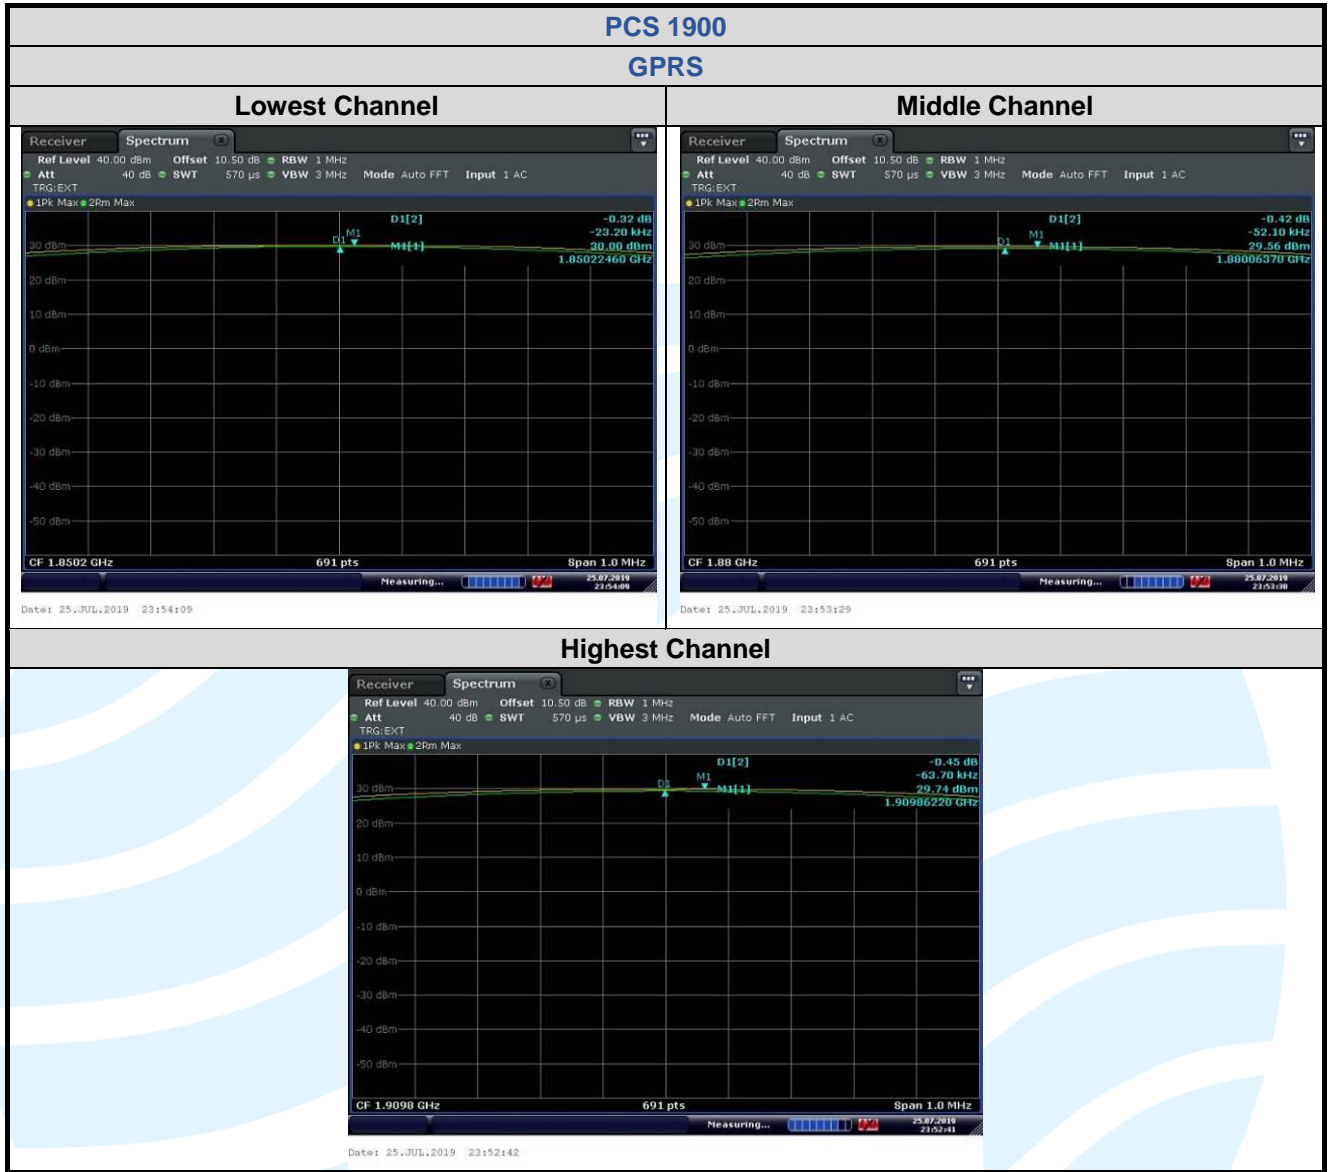 PCS 1900
GPRS
Lowest Channel
Middle Channel
Receiver Spectrum
Ref Level 40.00 dBm Offset 10.50 dB RBW 1 MHz
Att 40 dB SWT 570 µs VBW 3 MHz Mode Auto FFT Input 1 AC
TRG:EXT
1Pk Max 2Rm Max
D1[2] -0.32 dB
-23.20 kHz
M1[1] 30.00 dBm
1.85022460 GHz
D1 M1
30 dBm
20 dBm
10 dBm
0 dBm
-10 dBm
-20 dBm
-30 dBm
-40 dBm
-50 dBm
CF 1.8502 GHz 691 pts Span 1.0 MHz
Measuring... 25.07.2019
23:54:09
Date: 25.JUL.2019 23:54:09
Receiver Spectrum
Ref Level 40.00 dBm Offset 10.50 dB RBW 1 MHz
Att 40 dB SWT 570 µs VBW 3 MHz Mode Auto FFT Input 1 AC
TRG:EXT
1Pk Max 2Rm Max
D1[2] -0.42 dB
-52.10 kHz
M1[1] 29.56 dBm
1.88006370 GHz
D1 M1
30 dBm
20 dBm
10 dBm
0 dBm
-10 dBm
-20 dBm
-30 dBm
-40 dBm
-50 dBm
CF 1.88 GHz 691 pts Span 1.0 MHz
Measuring... 25.07.2019
23:53:30
Date: 25.JUL.2019 23:53:29
Highest Channel
Receiver Spectrum
Ref Level 40.00 dBm Offset 10.50 dB RBW 1 MHz
Att 40 dB SWT 570 µs VBW 3 MHz Mode Auto FFT Input 1 AC
TRG:EXT
1Pk Max 2Rm Max
D1[2] -0.45 dB
-63.70 kHz
M1[1] 29.74 dBm
1.90986220 GHz
D1 M1
30 dBm
20 dBm
10 dBm
0 dBm
-10 dBm
-20 dBm
-30 dBm
-40 dBm
-50 dBm
CF 1.9098 GHz 691 pts Span 1.0 MHz
Measuring... 25.07.2019
23:52:41
Date: 25.JUL.2019 23:52:42